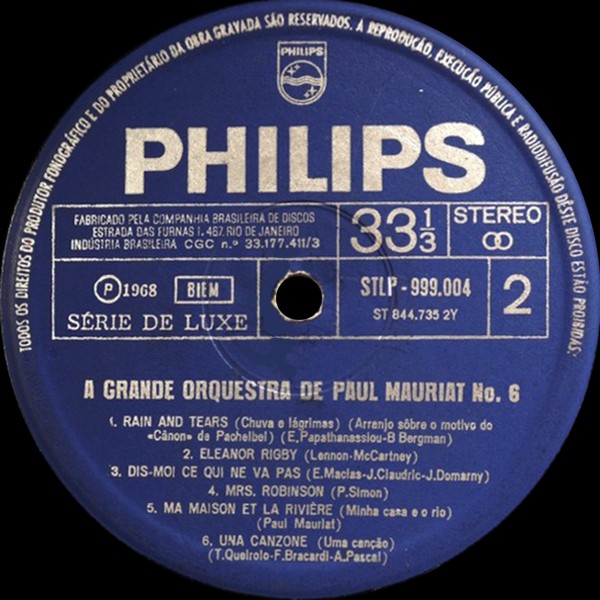 TODOS OS DIREITOS DO PRODUTOR FONOGRÁFICO E DO PROPRIETÁRIO DA OBRA GRAVADA SÃO RESERVADOS. A REPRODUÇÃO, EXECUÇÃO PÚBLICA E RADIODIFUSÃO DÊSTE DISCO ESTÃO PROIBIDAS:
PHILIPS
PHILIPS
FABRICADO PELA COMPANHIA BRASILEIRA DE DISCOS
ESTRADA DAS FURNAS 1.467. RIO DE JANEIRO
INDÚSTRIA BRASILEIRA CGC n.º 33.177.411/3
33 1/3
STEREO
P 1968 BIEM
SÉRIE DE LUXE
STLP - 999.004
ST 844.735 2Y
2
A GRANDE ORQUESTRA DE PAUL MAURIAT No. 6
1. RAIN AND TEARS (Chuva e lágrimas) (Arranjo sôbre o motivo do
«Cânon» de Pachelbel) (E. Papathanassiou-B Bergman)
2. ELEANOR RIGBY (Lennon-McCartney)
3. DIS-MOI CE QUI NE VA PAS (E. Macias-J. Claudric-J. Domarny)
4. MRS. ROBINSON (P. Simon)
5. MA MAISON ET LA RIVIÈRE (Minha casa e o rio)
(Paul Mauriat)
6. UNA CANZONE (Uma canção)
(T. Queirolo-F. Bracardi-A. Pascal)